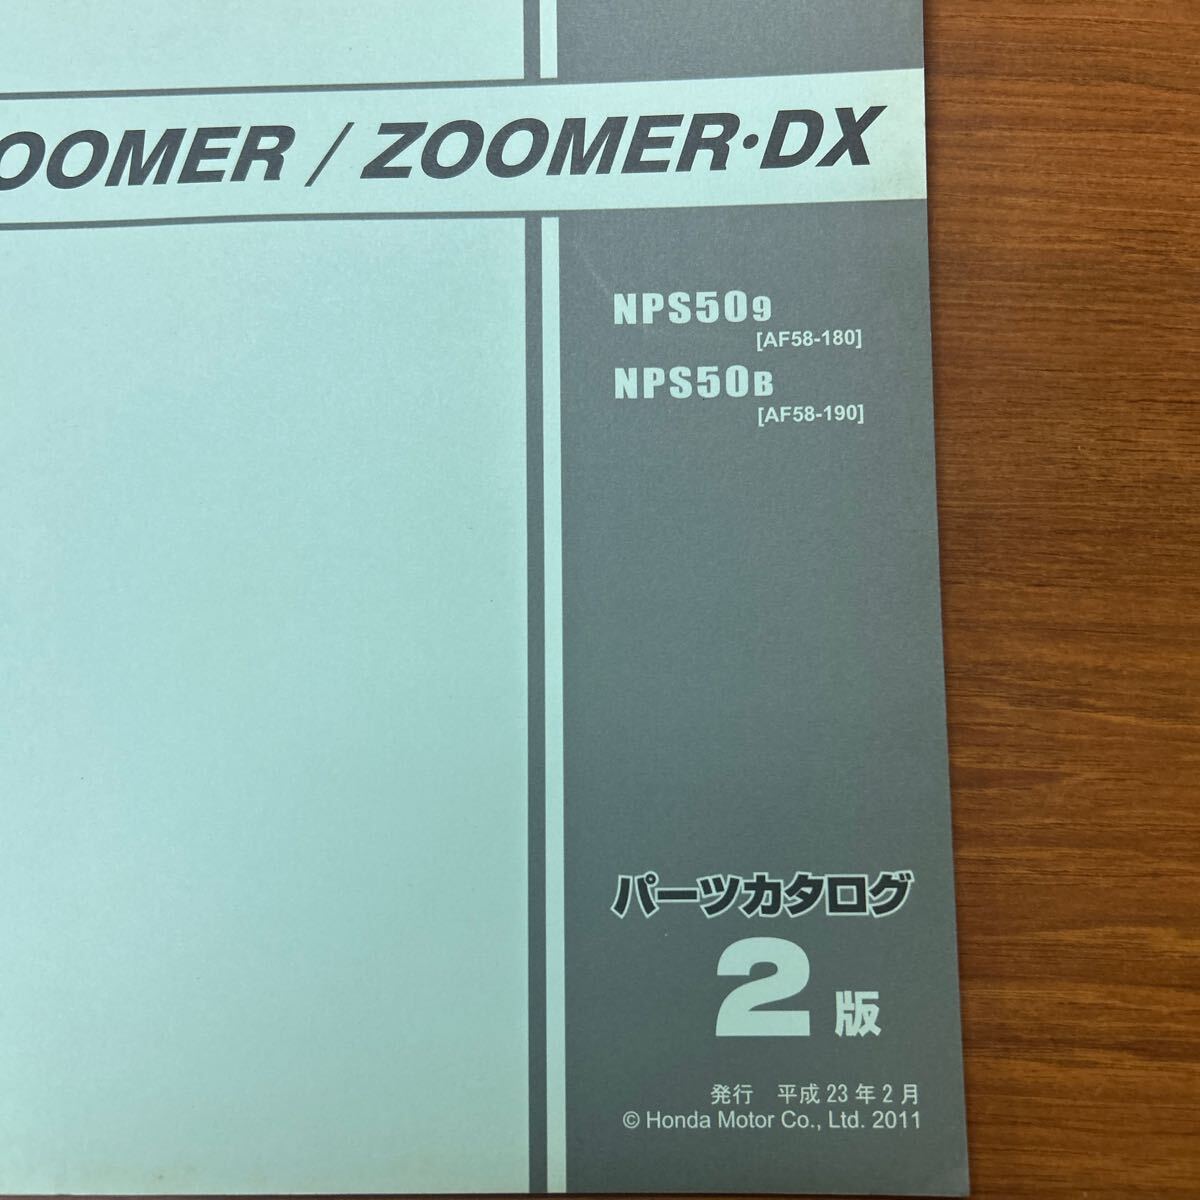 OOMER / ZOOMER･DX
NPS509
[AF58-180]
NPS50B
[AF58-190]
パーツカタログ
2版
発行 平成23年2月
© Honda Motor Co., Ltd. 2011